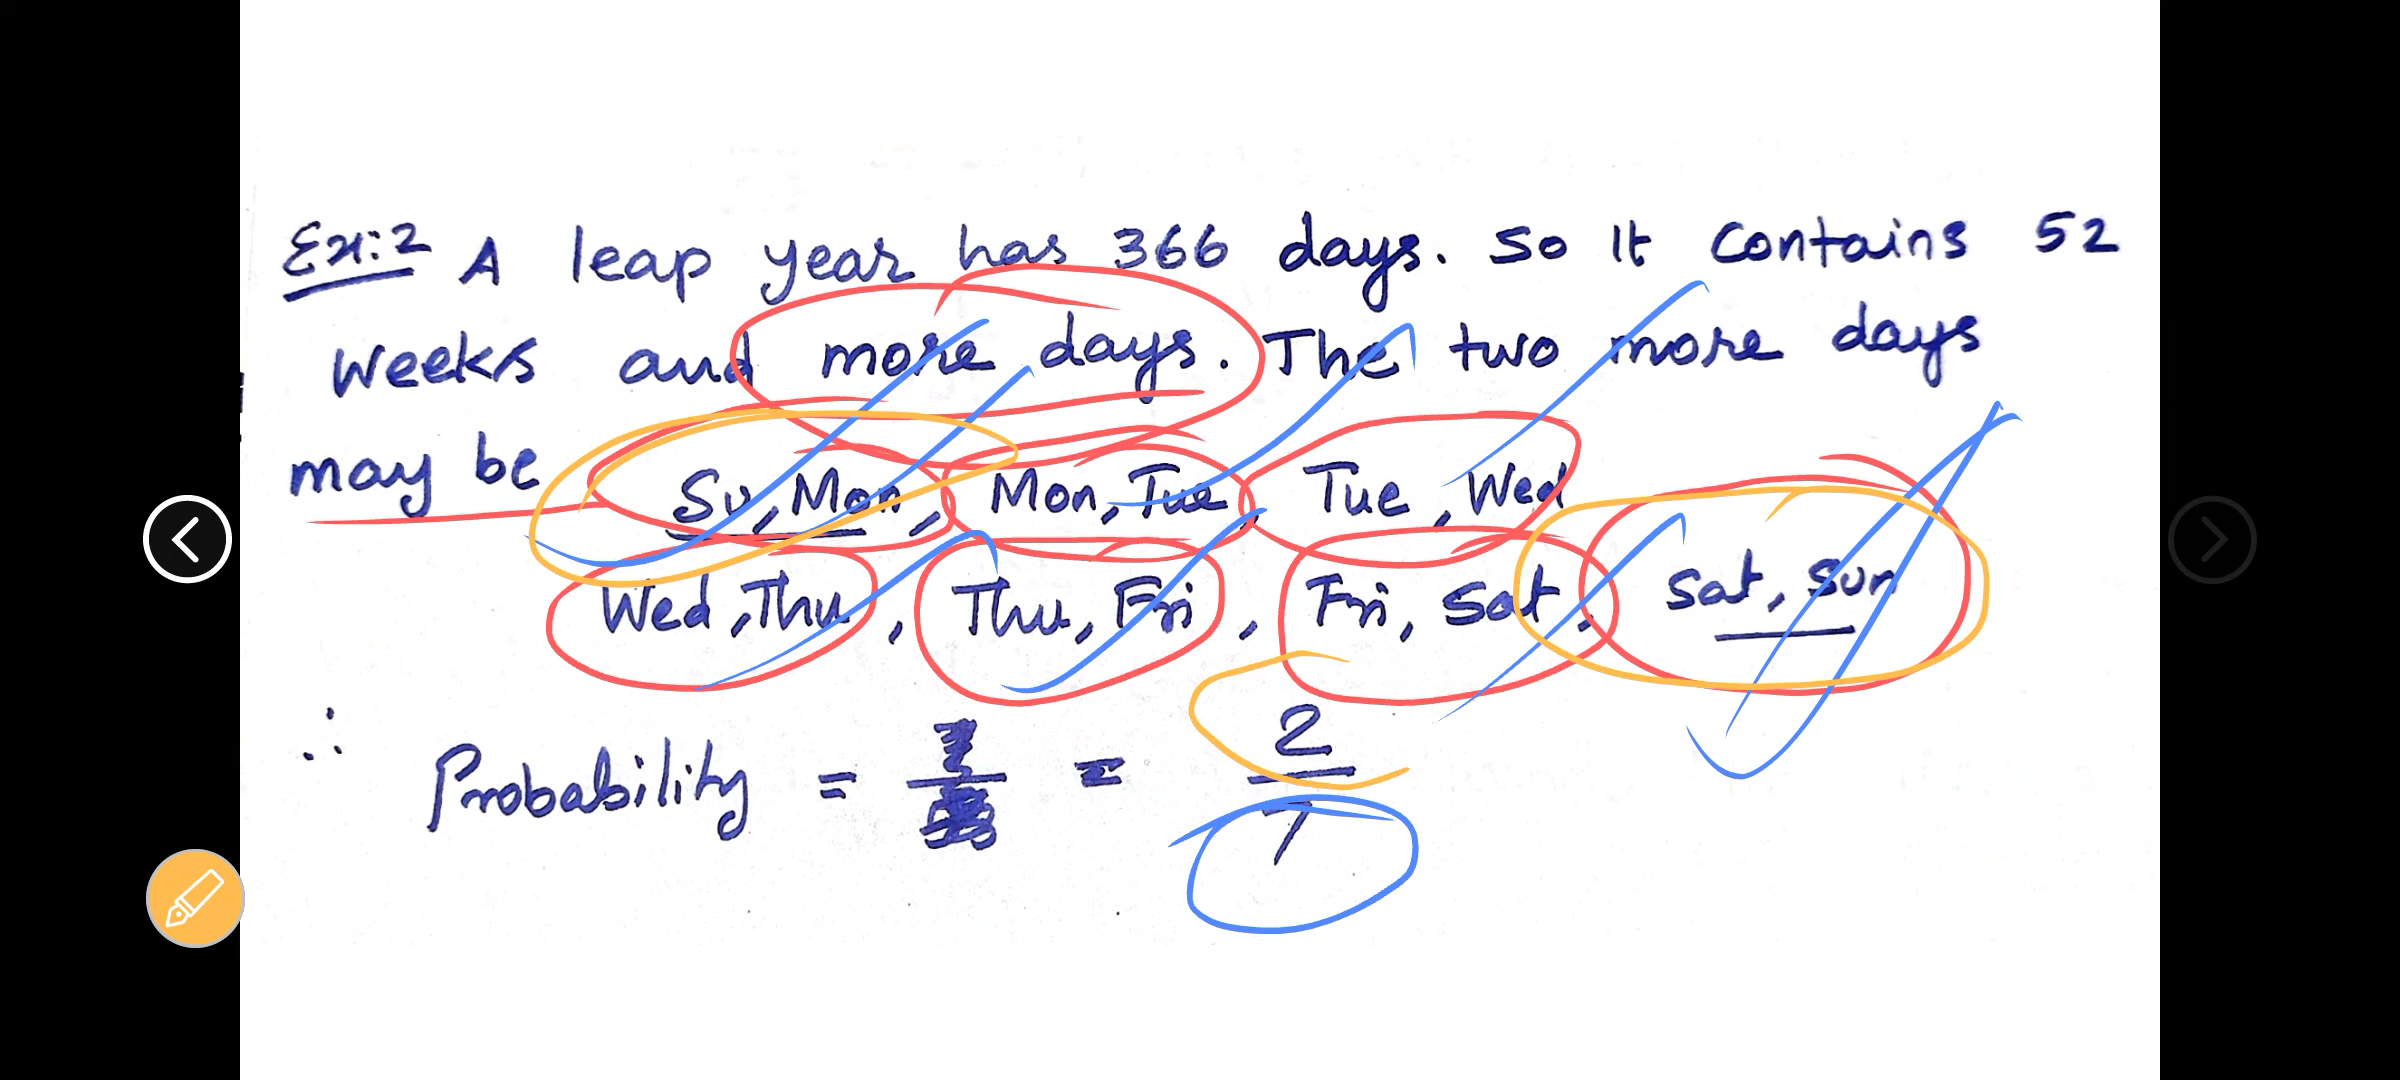 Ex:2 A leap year has 366 days. So It contains 52
weeks and more days. The two more days
may be Su, Mon, Mon, Tue, Tue, Wed
Wed, Thu, Thu, Fri, Fri, Sat, Sat, Sun
∴ Probability = = 2/7